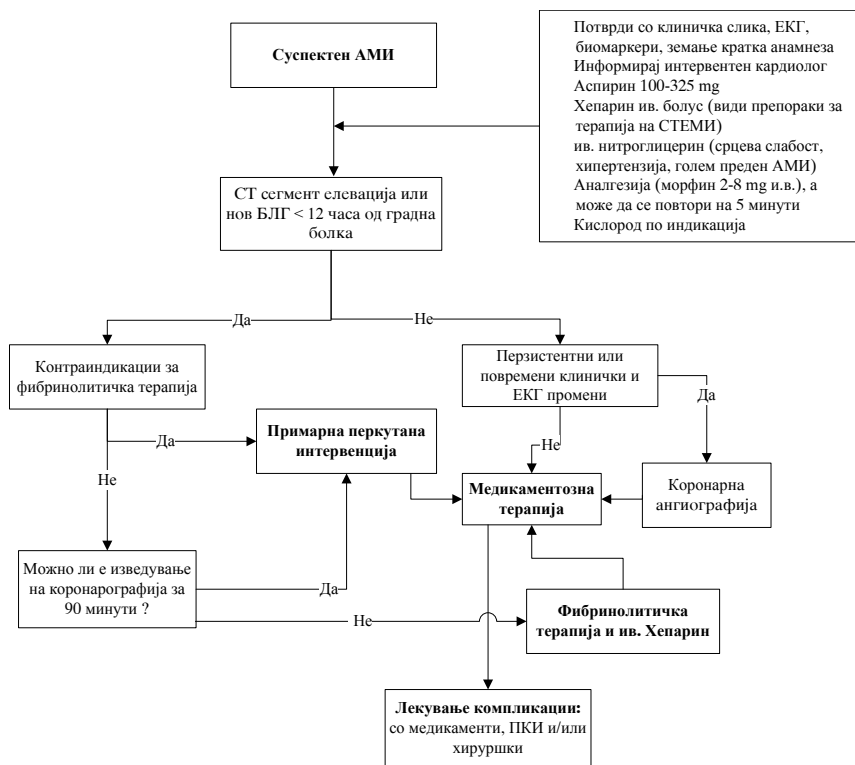 Суспектен АМИ
Потврди со клиничка слика, ЕКГ,
биомаркери, земање кратка анамнеза
Информирај интервентен кардиолог
Аспирин 100-325 mg
Хепарин ив. болус (види препораки за
терапија на СТЕМИ)
ив. нитроглицерин (срцева слабост,
хипертензија, голем преден АМИ)
Аналгезија (морфин 2-8 mg и.в.), а
може да се повтори на 5 минути
Кислород по индикација
СТ сегмент елевација или
нов БЛГ < 12 часа од градна
болка
Да
Не
Контраиндикации за
фибринолитичка терапија
Перзистентни или
повремени клинички и
ЕКГ промени
Да
Да
Не
Примарна перкутана
интервенција
Не
Медикаментозна
терапија
Коронарна
ангиографија
Можно ли е изведување
на коронарографија за
90 минути ?
Да
Не
Фибринолитичка
терапија и ив. Хепарин
Лекување компликации:
со медикаменти, ПКИ и/или
хируршки